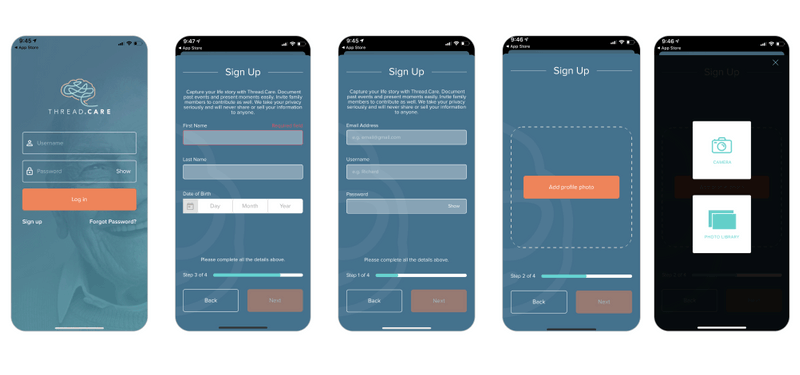 9:45
App Store
THREAD.CARE
Username
Password
Show
Log in
Sign up
Forgot Password?
9:47
App Store
Sign Up
Capture your life story with Thread.Care. Document
past events and present moments easily. Invite family
members to contribute as well. We take your privacy
seriously and will never share or sell your information
to anyone.
First Name
Last Name
Date of Birth
Day
Month
Year
Please complete all the details above.
Step 3 of 4
Back
Next
9:45
App Store
Sign Up
Capture your life story with Thread.Care. Document
past events and present moments easily. Invite family
members to contribute as well. We take your privacy
seriously and will never share or sell your information
to anyone.
Email Address
Username
Password
Show
Please complete all the details above.
Step 1 of 4
Back
Next
9:46
App Store
Sign Up
Add profile photo
Step 2 of 4
Back
Next
9:46
App Store
CAMERA
PHOTO LIBRARY